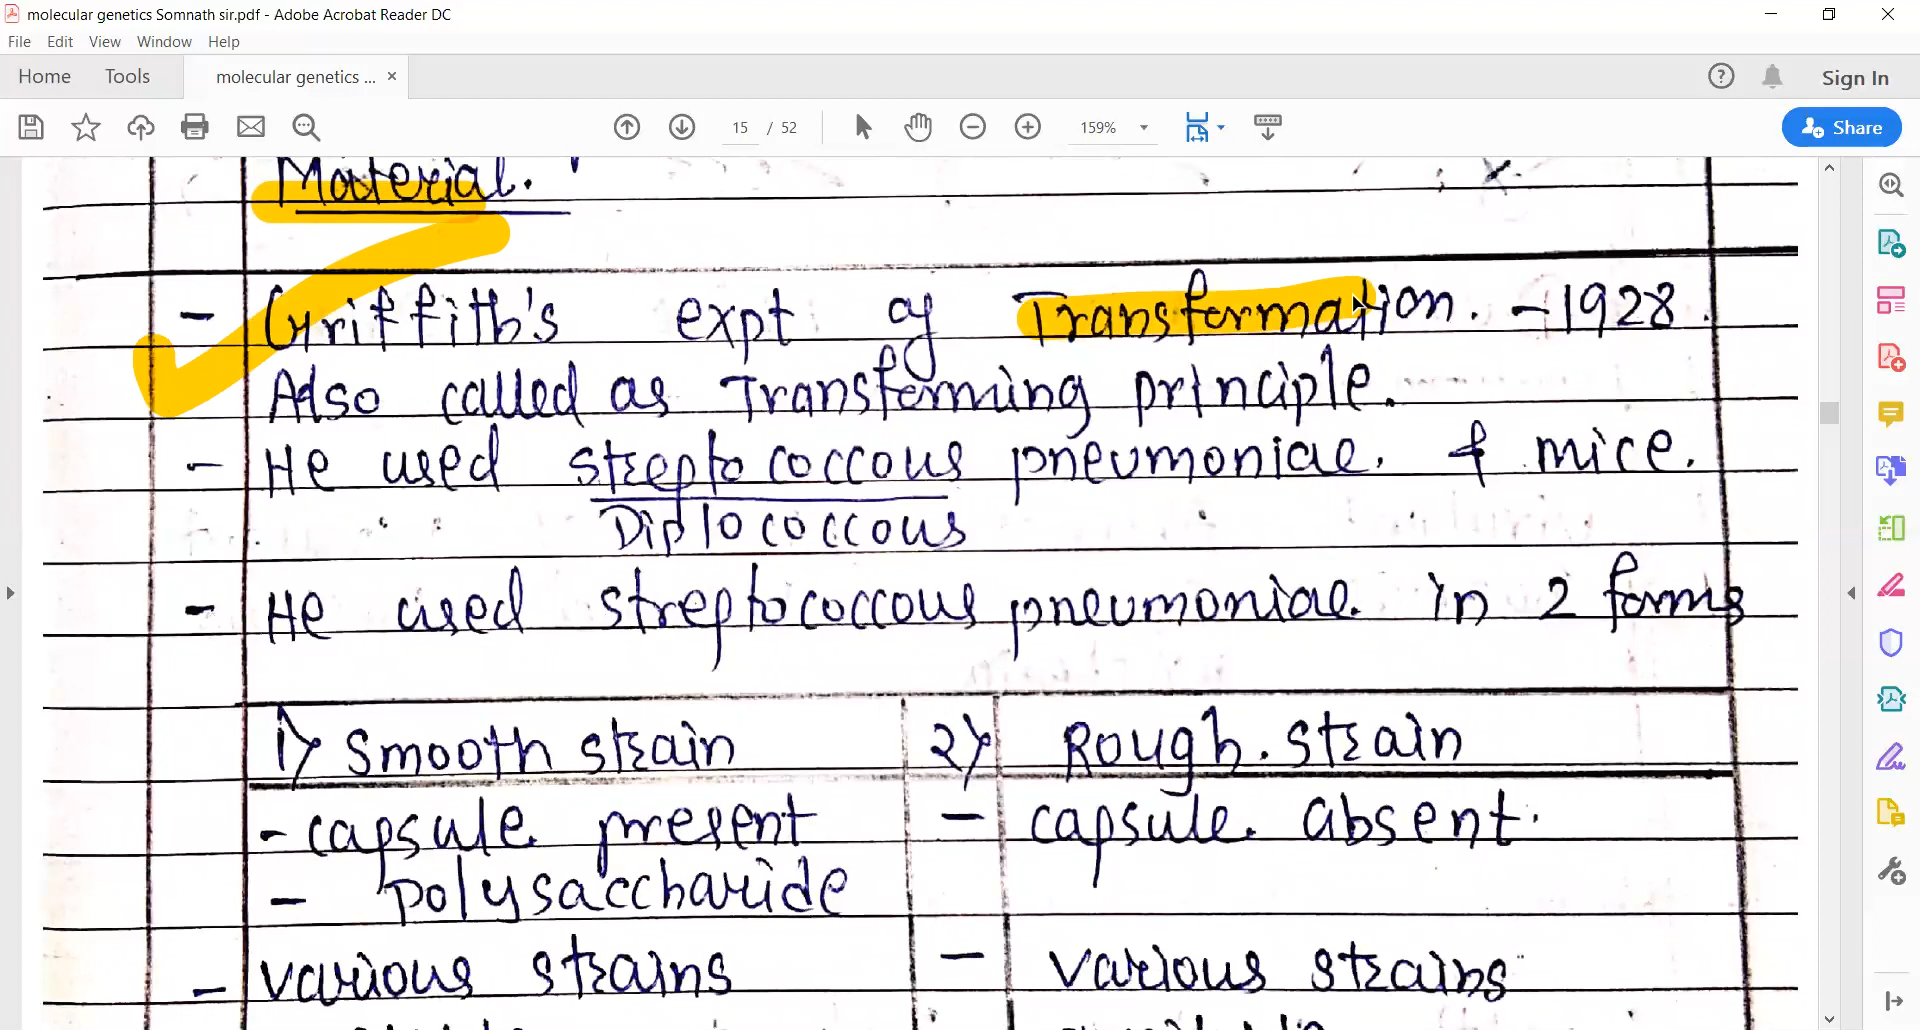 molecular genetics Somnath sir.pdf - Adobe Acrobat Reader DC
File Edit View Window Help
Home Tools molecular genetics ... × Sign In
15 / 52 159% Share
Material.
- Griffith's expt of Transformation. - 1928.
Also called as Transforming principle.
- He used streptococcous pneumoniae. & mice.
Diplococcous
- He used streptococcous pneumoniae in 2 forms
1) Smooth strain 2) Rough. strain
- capsule present - capsule absent.
- polysaccharide
- various strains - various strains